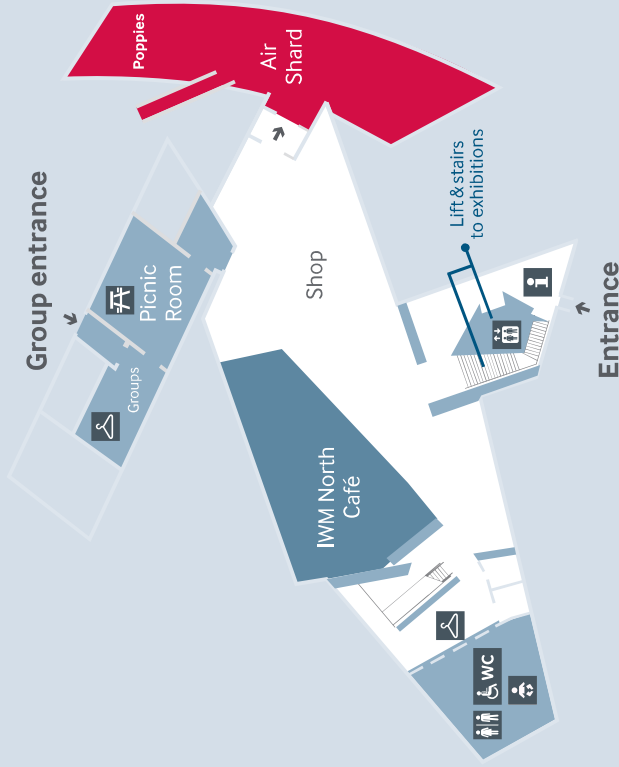 Group entrance
Poppies
Air
Shard
Picnic
Room
Groups
Shop
Lift & stairs
to exhibitions
IWM North
Café
Entrance
WC